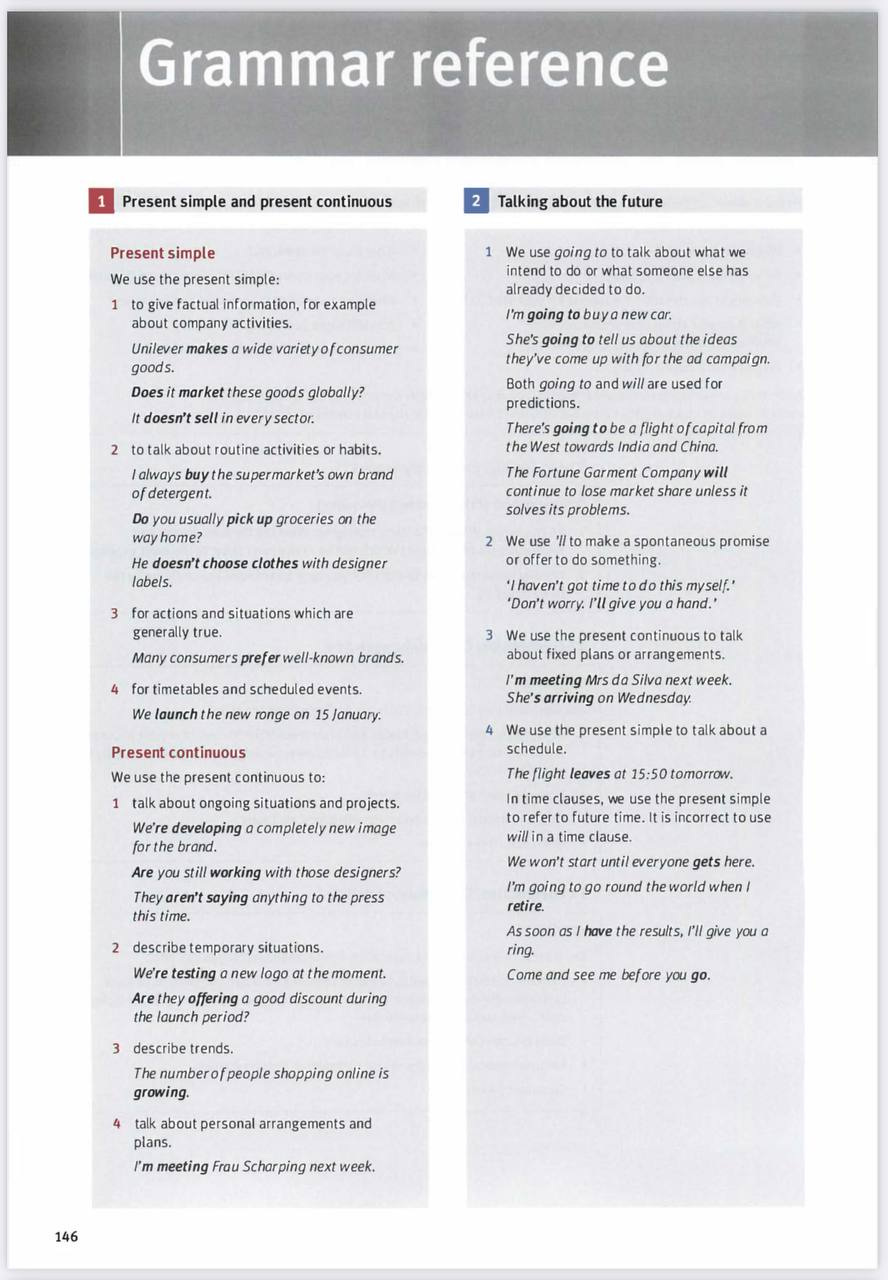 Grammar reference
1 Present simple and present continuous
Present simple
We use the present simple:
1 to give factual information, for example
about company activities.
Unilever makes a wide variety of consumer
goods.
Does it market these goods globally?
It doesn't sell in every sector.
2 to talk about routine activities or habits.
I always buy the supermarket's own brand
of detergent.
Do you usually pick up groceries on the
way home?
He doesn't choose clothes with designer
labels.
3 for actions and situations which are
generally true.
Many consumers prefer well-known brands.
4 for timetables and scheduled events.
We launch the new range on 15 January.
Present continuous
We use the present continuous to:
1 talk about ongoing situations and projects.
We're developing a completely new image
for the brand.
Are you still working with those designers?
They aren't saying anything to the press
this time.
2 describe temporary situations.
We're testing a new logo at the moment.
Are they offering a good discount during
the launch period?
3 describe trends.
The number of people shopping online is
growing.
4 talk about personal arrangements and
plans.
I'm meeting Frau Scharping next week.
2 Talking about the future
1 We use going to to talk about what we
intend to do or what someone else has
already decided to do.
I'm going to buy a new car.
She's going to tell us about the ideas
they've come up with for the ad campaign.
Both going to and will are used for
predictions.
There's going to be a flight of capital from
the West towards India and China.
The Fortune Garment Company will
continue to lose market share unless it
solves its problems.
2 We use 'll to make a spontaneous promise
or offer to do something.
'I haven't got time to do this myself.'
'Don't worry. I'll give you a hand.'
3 We use the present continuous to talk
about fixed plans or arrangements.
I'm meeting Mrs da Silva next week.
She's arriving on Wednesday.
4 We use the present simple to talk about a
schedule.
The flight leaves at 15:50 tomorrow.
In time clauses, we use the present simple
to refer to future time. It is incorrect to use
will in a time clause.
We won't start until everyone gets here.
I'm going to go round the world when I
retire.
As soon as I have the results, I'll give you a
ring.
Come and see me before you go.
146